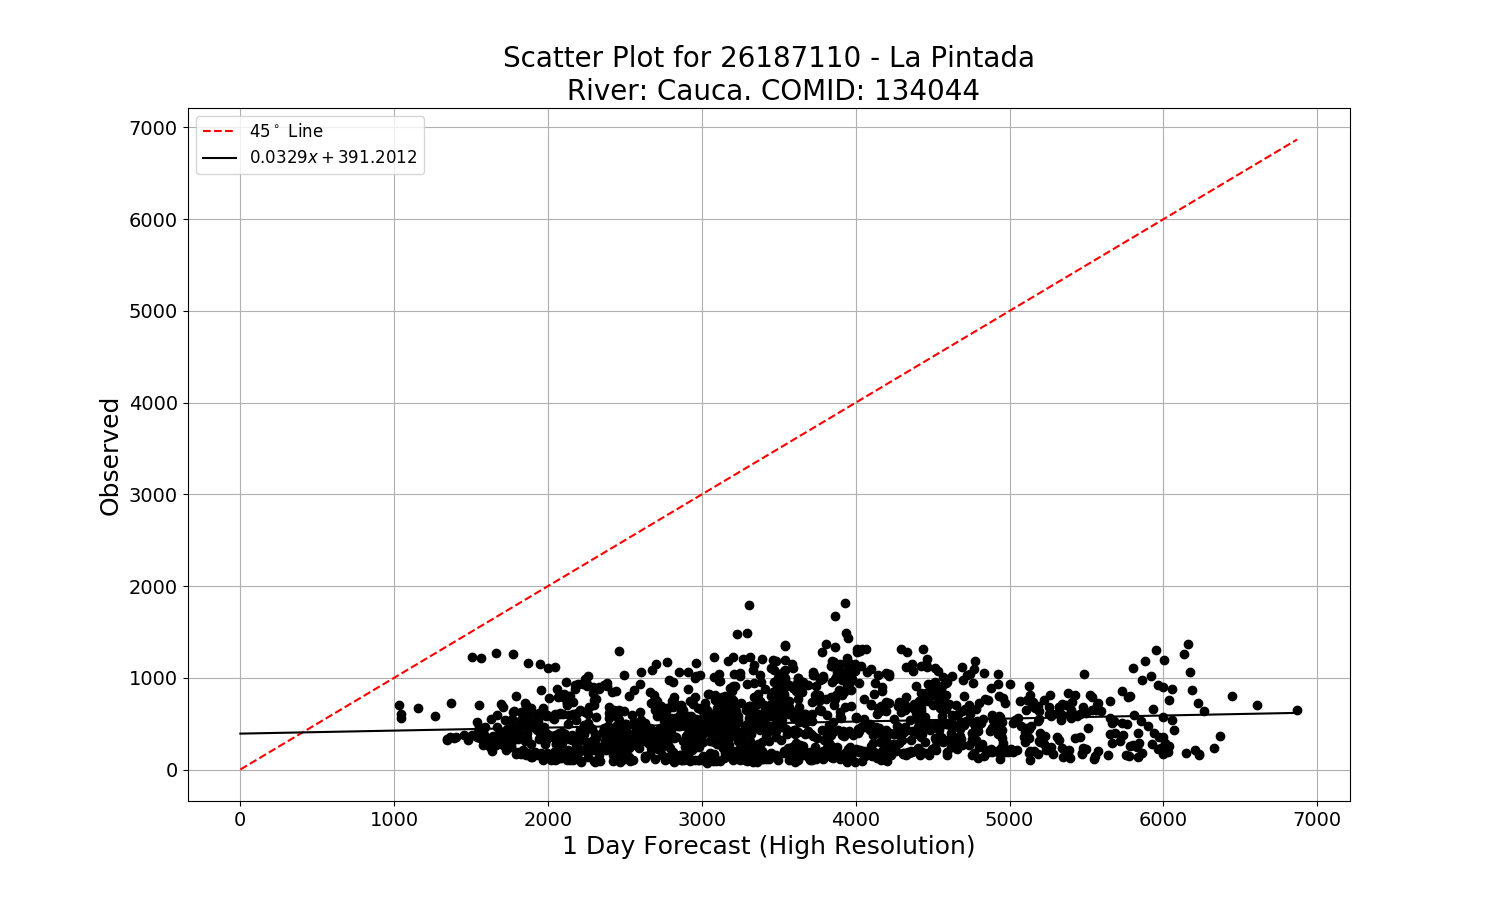 Scatter Plot for 26187110 - La Pintada
River: Cauca. COMID: 134044
45° Line
0.0329x + 391.2012
7000
6000
5000
4000
3000
2000
1000
0
Observed
0 1000 2000 3000 4000 5000 6000 7000
1 Day Forecast (High Resolution)